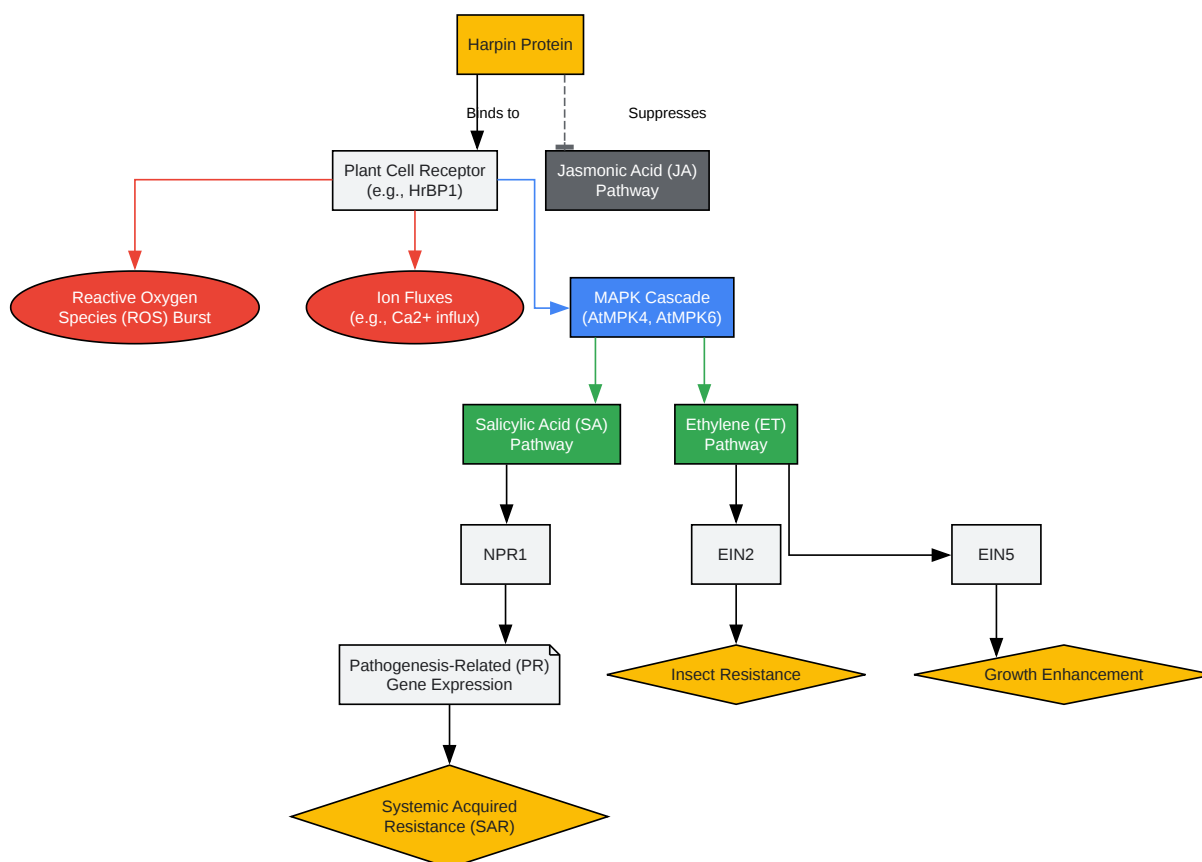 Harpin Protein
Binds to
Suppresses
Plant Cell Receptor
(e.g., HrBP1)
Jasmonic Acid (JA)
Pathway
Reactive Oxygen
Species (ROS) Burst
Ion Fluxes
(e.g., Ca2+ influx)
MAPK Cascade
(AtMPK4, AtMPK6)
Salicylic Acid (SA)
Pathway
Ethylene (ET)
Pathway
NPR1
EIN2
EIN5
Pathogenesis-Related (PR)
Gene Expression
Insect Resistance
Growth Enhancement
Systemic Acquired
Resistance (SAR)